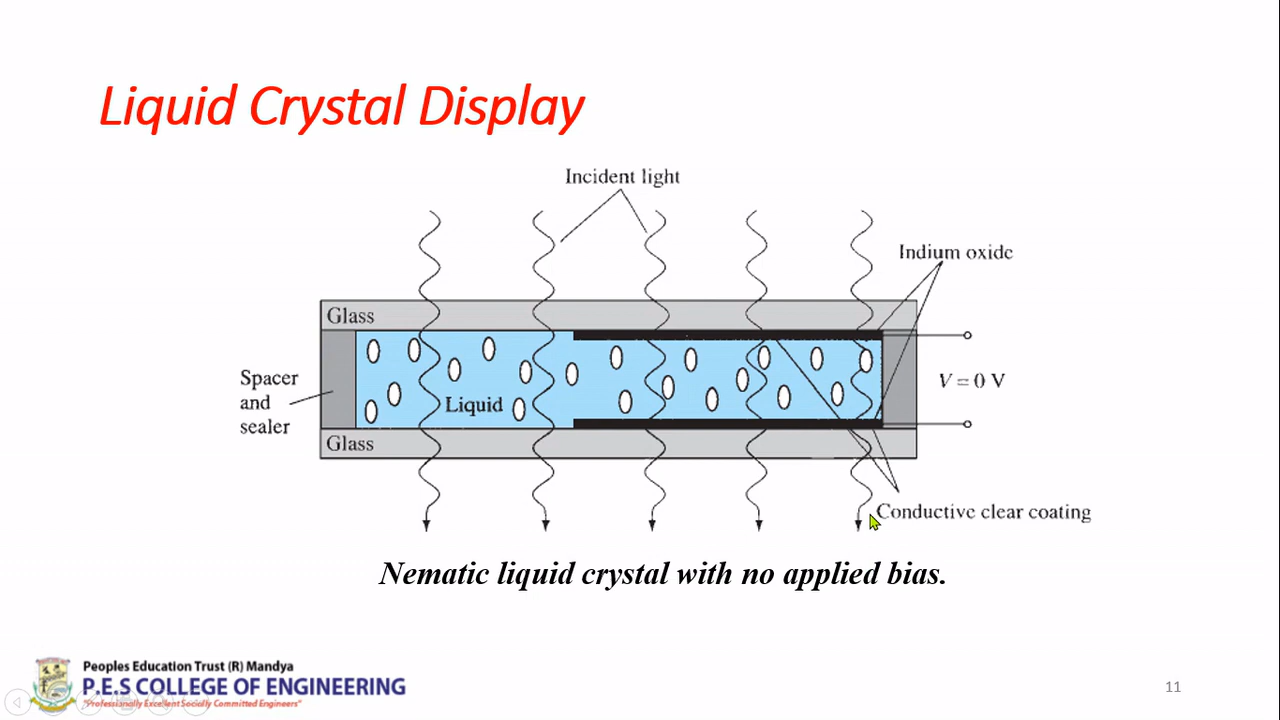 Liquid Crystal Display
Incident light
Indium oxide
Glass
Spacer
and
sealer
Liquid
V = 0 V
Glass
Conductive clear coating
Nematic liquid crystal with no applied bias.
Peoples Education Trust (R) Mandya
P.E.S COLLEGE OF ENGINEERING
"Professionally Excellent Socially Committed Engineers"
11